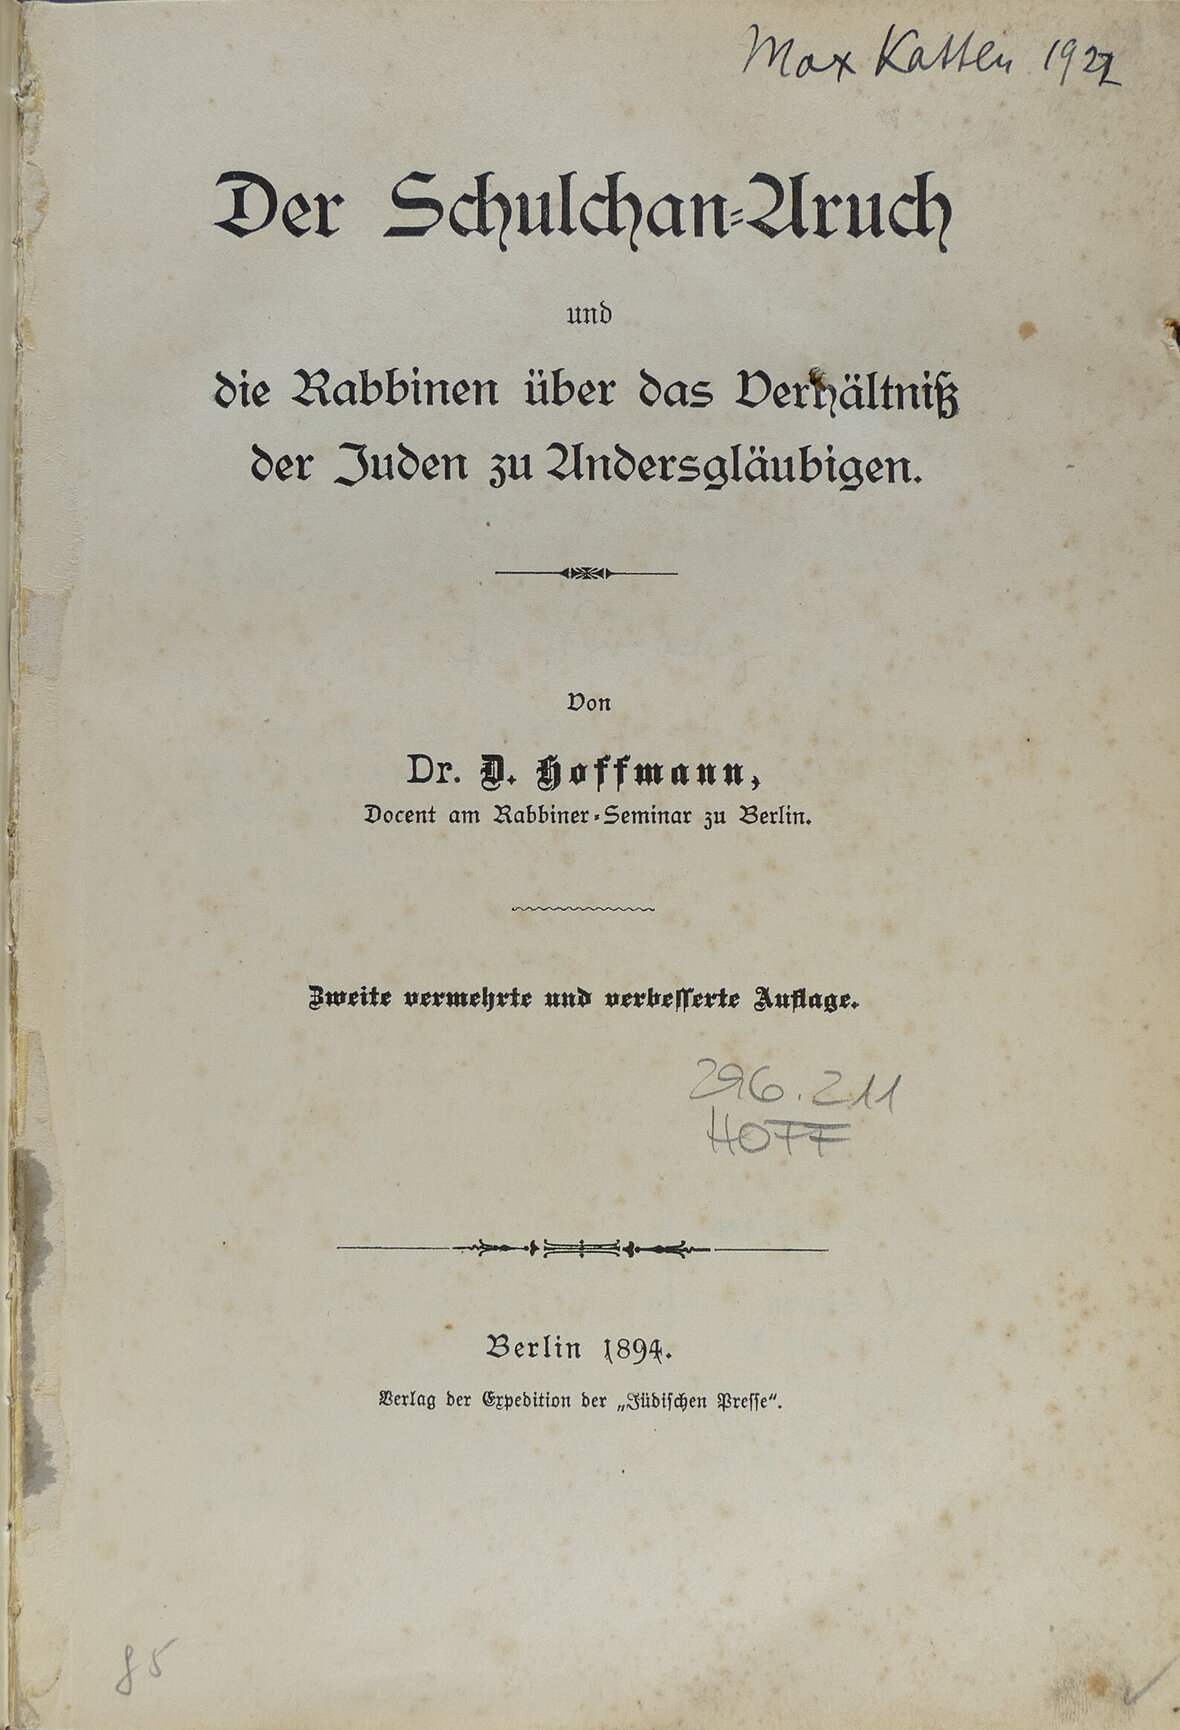 Max Katten 1922
Der Schulchan-Aruch
und
die Rabbinen über das Verhältniß
der Juden zu Andersgläubigen.
Von
Dr. D. Hoffmann,
Docent am Rabbiner-Seminar zu Berlin.
Zweite vermehrte und verbesserte Auflage.
296.211
HOFF
Berlin 1894.
Verlag der Expedition der „Jüdischen Presse“.
85